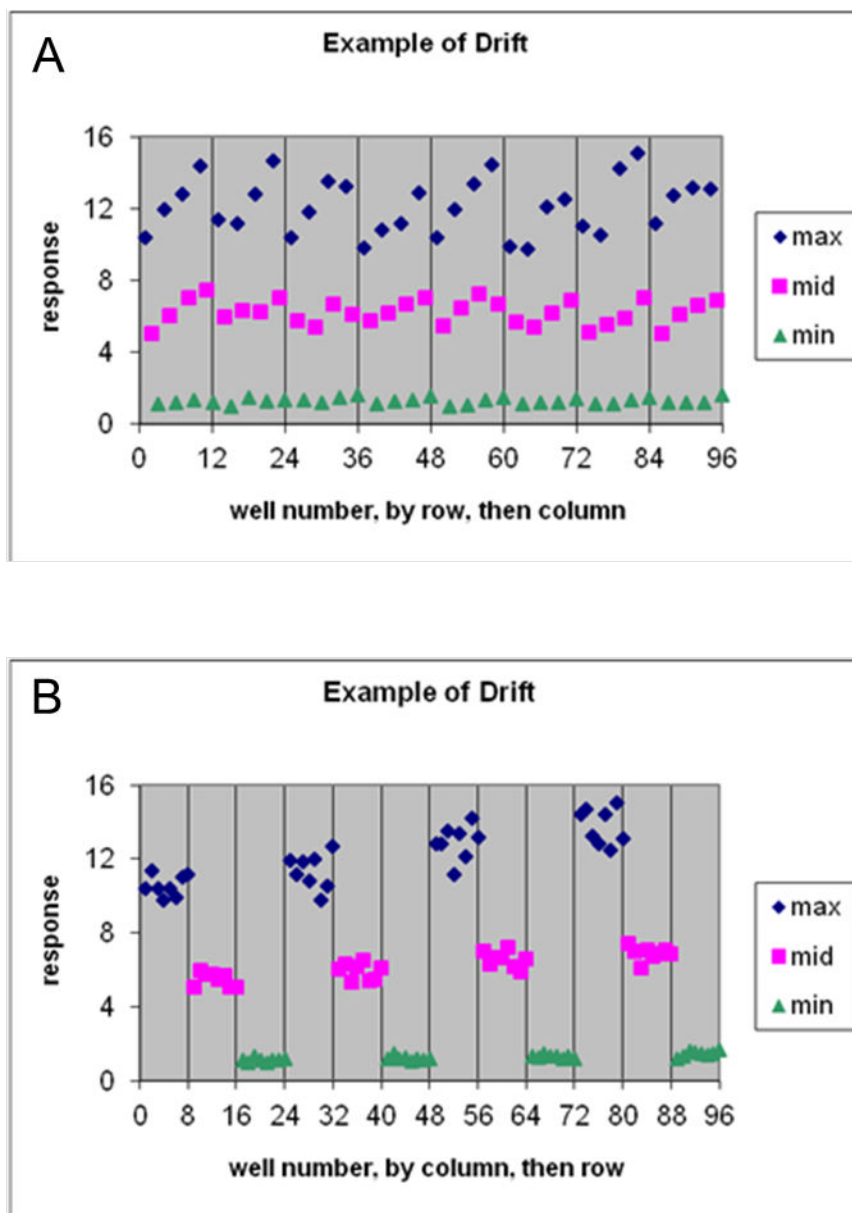 A
Example of Drift
16
12
8
4
0
response
0 12 24 36 48 60 72 84 96
well number, by row, then column
max
mid
min
B
Example of Drift
16
12
8
4
0
response
0 8 16 24 32 40 48 56 64 72 80 88 96
well number, by column, then row
max
mid
min